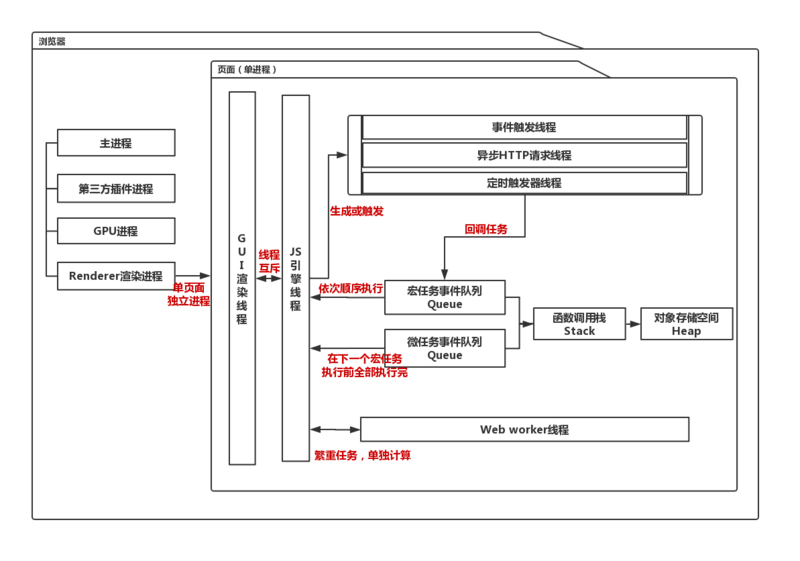 浏览器
页面（单进程）
主进程
第三方插件进程
GPU进程
Renderer渲染进程
单页面
独立进程
GUI渲染线程
线程
互斥
JS引擎线程
事件触发线程
异步HTTP请求线程
定时触发器线程
生成或触发
回调任务
依次顺序执行
宏任务事件队列
Queue
微任务事件队列
Queue
在下一个宏任务
执行前全部执行完
函数调用栈
Stack
对象存储空间
Heap
Web worker线程
繁重任务，单独计算